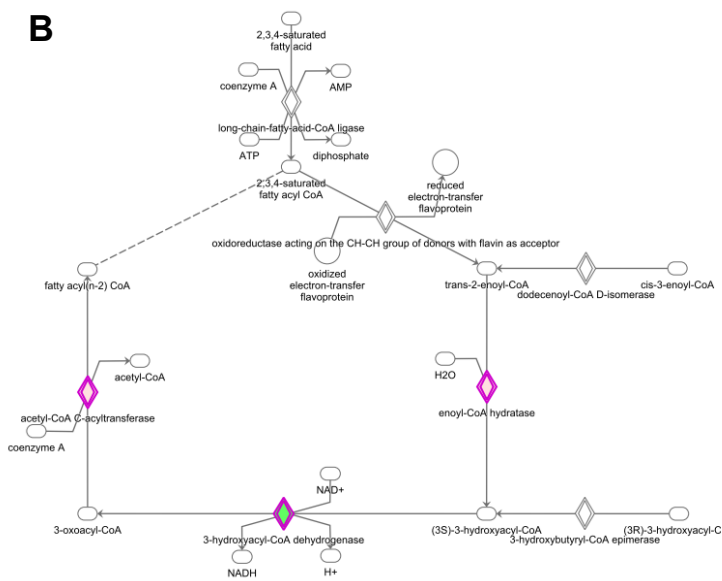 B
2,3,4-saturated
fatty acid
coenzyme A
AMP
long-chain-fatty-acid-CoA ligase
ATP
diphosphate
2,3,4-saturated
fatty acyl CoA
reduced
electron-transfer
flavoprotein
oxidoreductase acting on the CH-CH group of donors with flavin as acceptor
oxidized
electron-transfer
flavoprotein
fatty acyl(n-2) CoA
trans-2-enoyl-CoA
dodecenoyl-CoA D-isomerase
cis-3-enoyl-CoA
acetyl-CoA
H2O
acetyl-CoA C-acyltransferase
enoyl-CoA hydratase
coenzyme A
NAD+
3-oxoacyl-CoA
3-hydroxyacyl-CoA dehydrogenase
(3S)-3-hydroxyacyl-CoA
3-hydroxybutyryl-CoA epimerase
(3R)-3-hydroxyacyl-C
NADH
H+